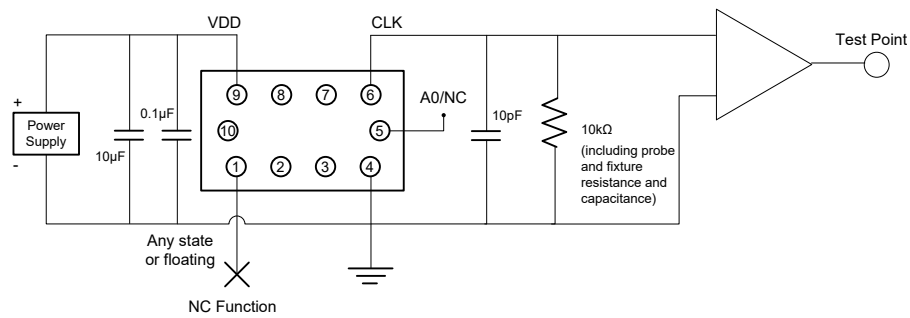 VDD
CLK
Test Point
+
Power
Supply
-
10µF
0.1µF
9
8
7
6
10
5
1
2
3
4
A0/NC
10pF
10kΩ
(including probe
and fixture
resistance and
capacitance)
Any state
or floating
NC Function